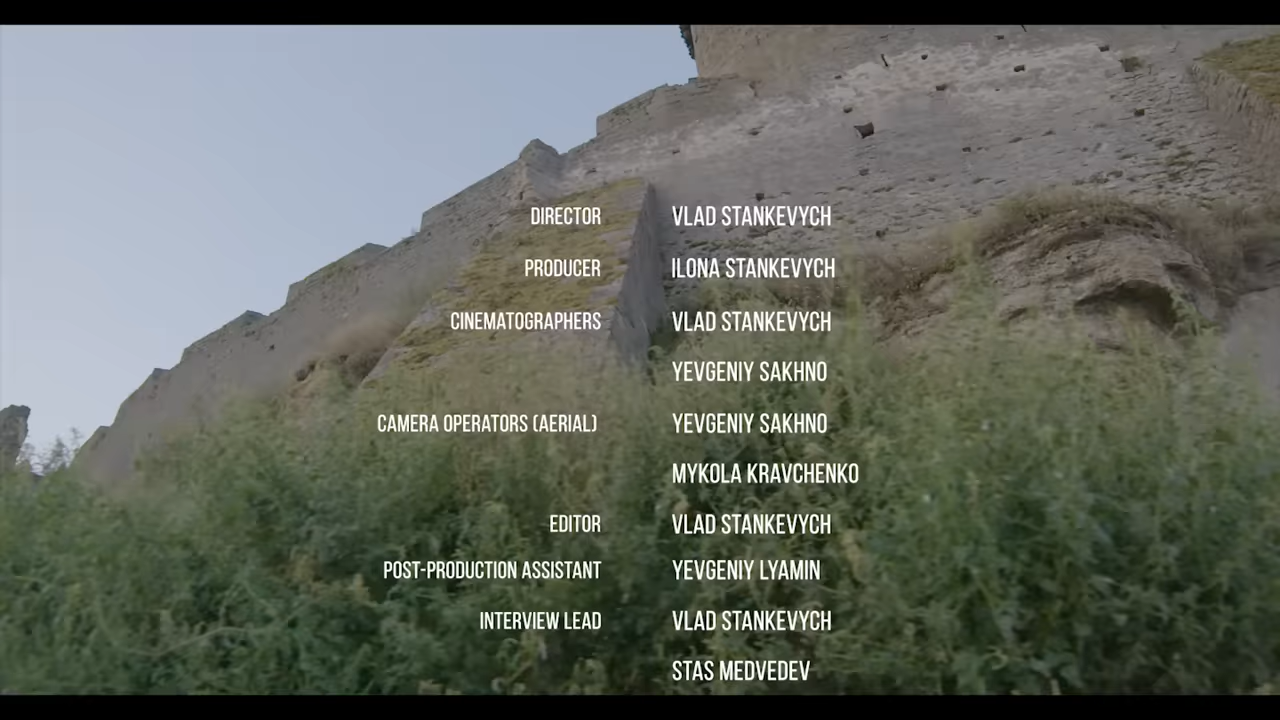 DIRECTOR VLAD STANKEVYCH
PRODUCER ILONA STANKEVYCH
CINEMATOGRAPHERS VLAD STANKEVYCH
YEVGENIY SAKHNO
CAMERA OPERATORS (AERIAL) YEVGENIY SAKHNO
MYKOLA KRAVCHENKO
EDITOR VLAD STANKEVYCH
POST-PRODUCTION ASSISTANT YEVGENIY LYAMIN
INTERVIEW LEAD VLAD STANKEVYCH
STAS MEDVEDEV